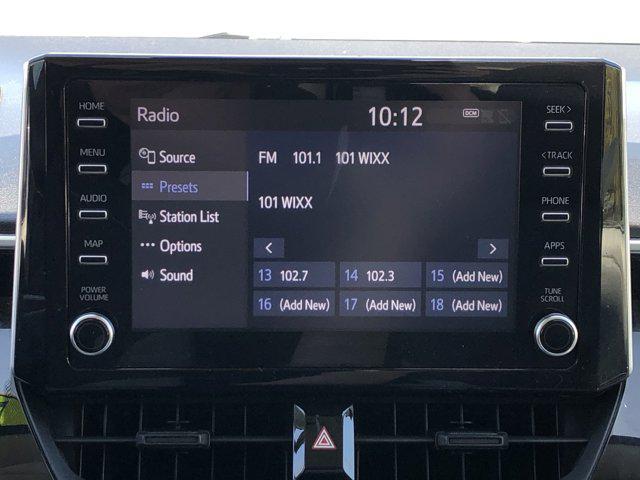 HOME
MENU
AUDIO
MAP
POWER
VOLUME
Radio
10:12
DCM
Source
Presets
Station List
Options
Sound
FM 101.1 101 WIXX
101 WIXX
< >
13 102.7 14 102.3 15 (Add New)
16 (Add New) 17 (Add New) 18 (Add New)
SEEK >
< TRACK
PHONE
APPS
TUNE
SCROLL